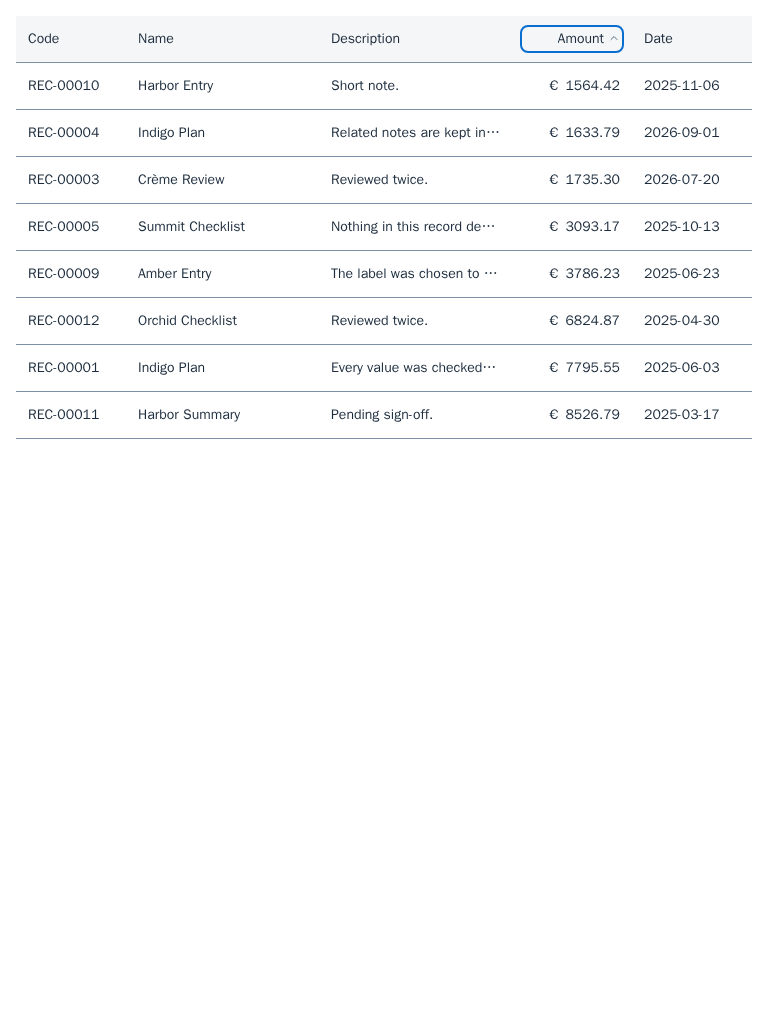 Code Name Description Amount Date
REC-00010 Harbor Entry Short note. € 1564.42 2025-11-06
REC-00004 Indigo Plan Related notes are kept in… € 1633.79 2026-09-01
REC-00003 Crème Review Reviewed twice. € 1735.30 2026-07-20
REC-00005 Summit Checklist Nothing in this record de… € 3093.17 2025-10-13
REC-00009 Amber Entry The label was chosen to … € 3786.23 2025-06-23
REC-00012 Orchid Checklist Reviewed twice. € 6824.87 2025-04-30
REC-00001 Indigo Plan Every value was checked… € 7795.55 2025-06-03
REC-00011 Harbor Summary Pending sign-off. € 8526.79 2025-03-17